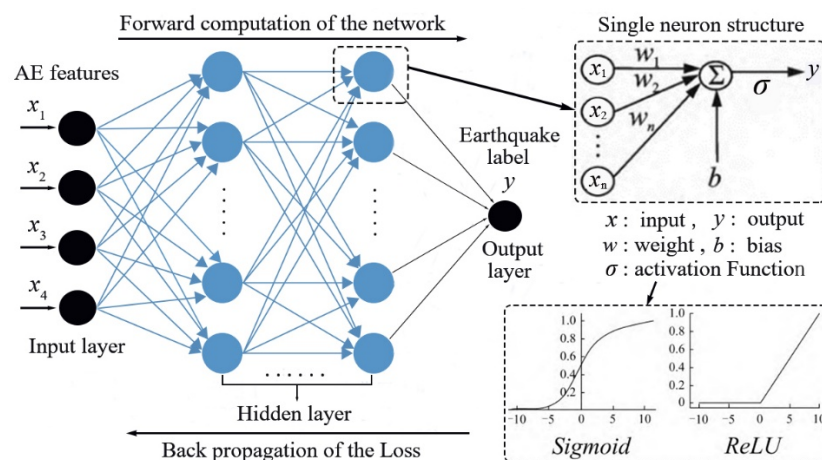 Forward computation of the network
AE features
x1
x2
x3
x4
Input layer
......
......
......
Hidden layer
Back propagation of the Loss
Earthquake
label
y
Output
layer
Single neuron structure
x1
x2
⋮
xn
w1
w2
wn
Σ
σ
y
b
x : input , y : output
w : weight , b : bias
σ : activation Function
1.0
0.8
0.6
0.4
0.2
-10 -5 0 5 10
Sigmoid
1.0
0.8
0.6
0.4
0.2
0
-10 -5 0 5 10
ReLU